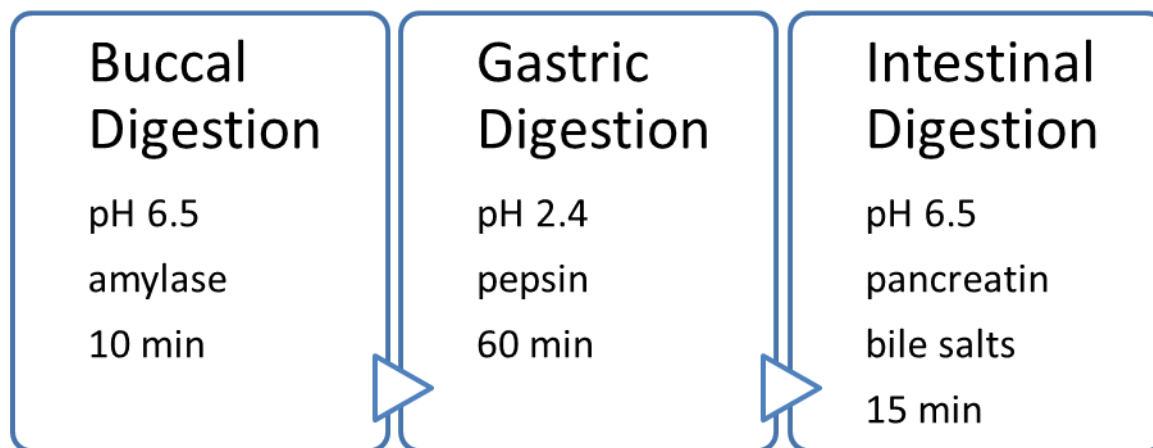 Buccal
Digestion
pH 6.5
amylase
10 min
Gastric
Digestion
pH 2.4
pepsin
60 min
Intestinal
Digestion
pH 6.5
pancreatin
bile salts
15 min